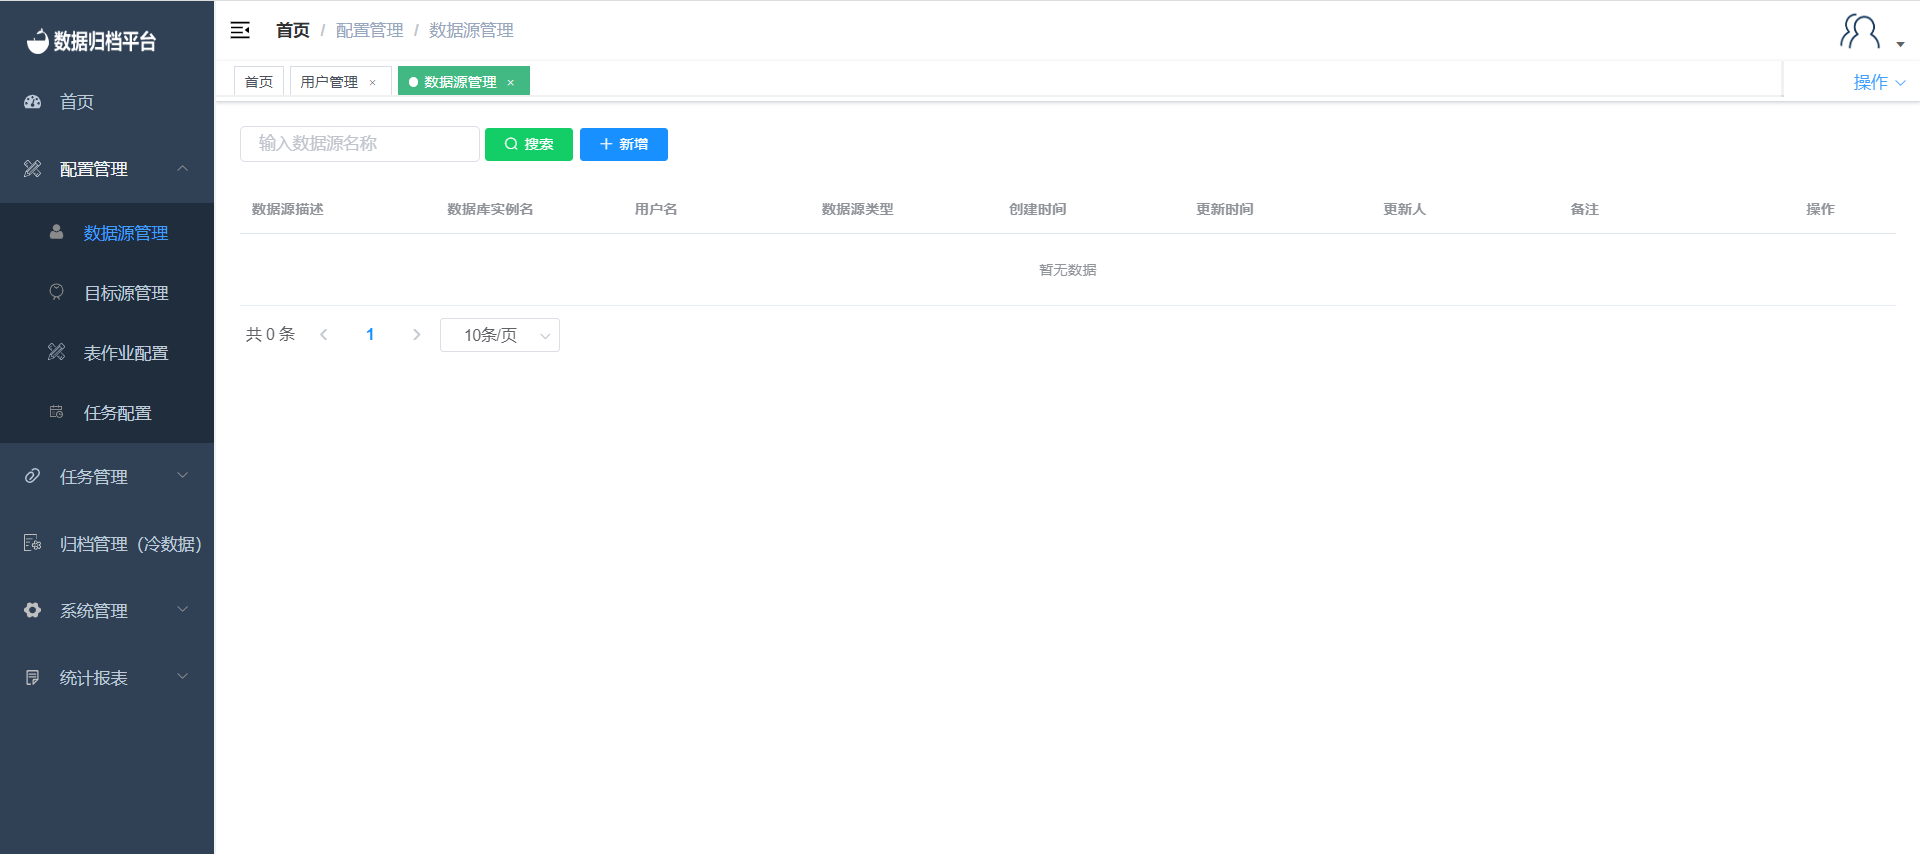 数据归档平台
首页
配置管理
数据源管理
目标源管理
表作业配置
任务配置
任务管理
归档管理（冷数据）
系统管理
统计报表
首页 / 配置管理 / 数据源管理
首页 用户管理 × 数据源管理 × 操作
输入数据源名称 搜索 新增
数据源描述 数据库实例名 用户名 数据源类型 创建时间 更新时间 更新人 备注 操作
暂无数据
共 0 条 1 10条/页